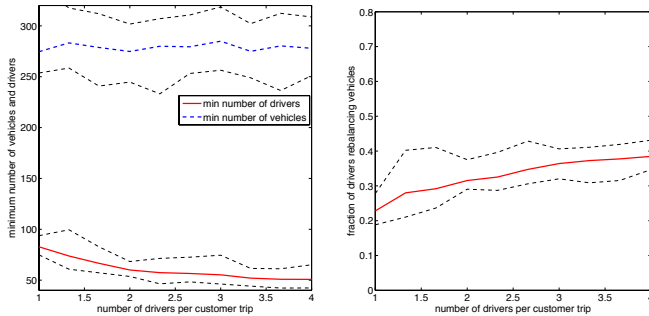 minimum number of vehicles and drivers
300
250
200
150
100
50
min number of drivers
min number of vehicles
1 1.5 2 2.5 3 3.5 4
number of drivers per customer trip
fraction of drivers rebalancing vehicles
0.8
0.7
0.6
0.5
0.4
0.3
0.2
0.1
0
1 1.5 2 2.5 3 3.5 4
number of drivers per customer trip